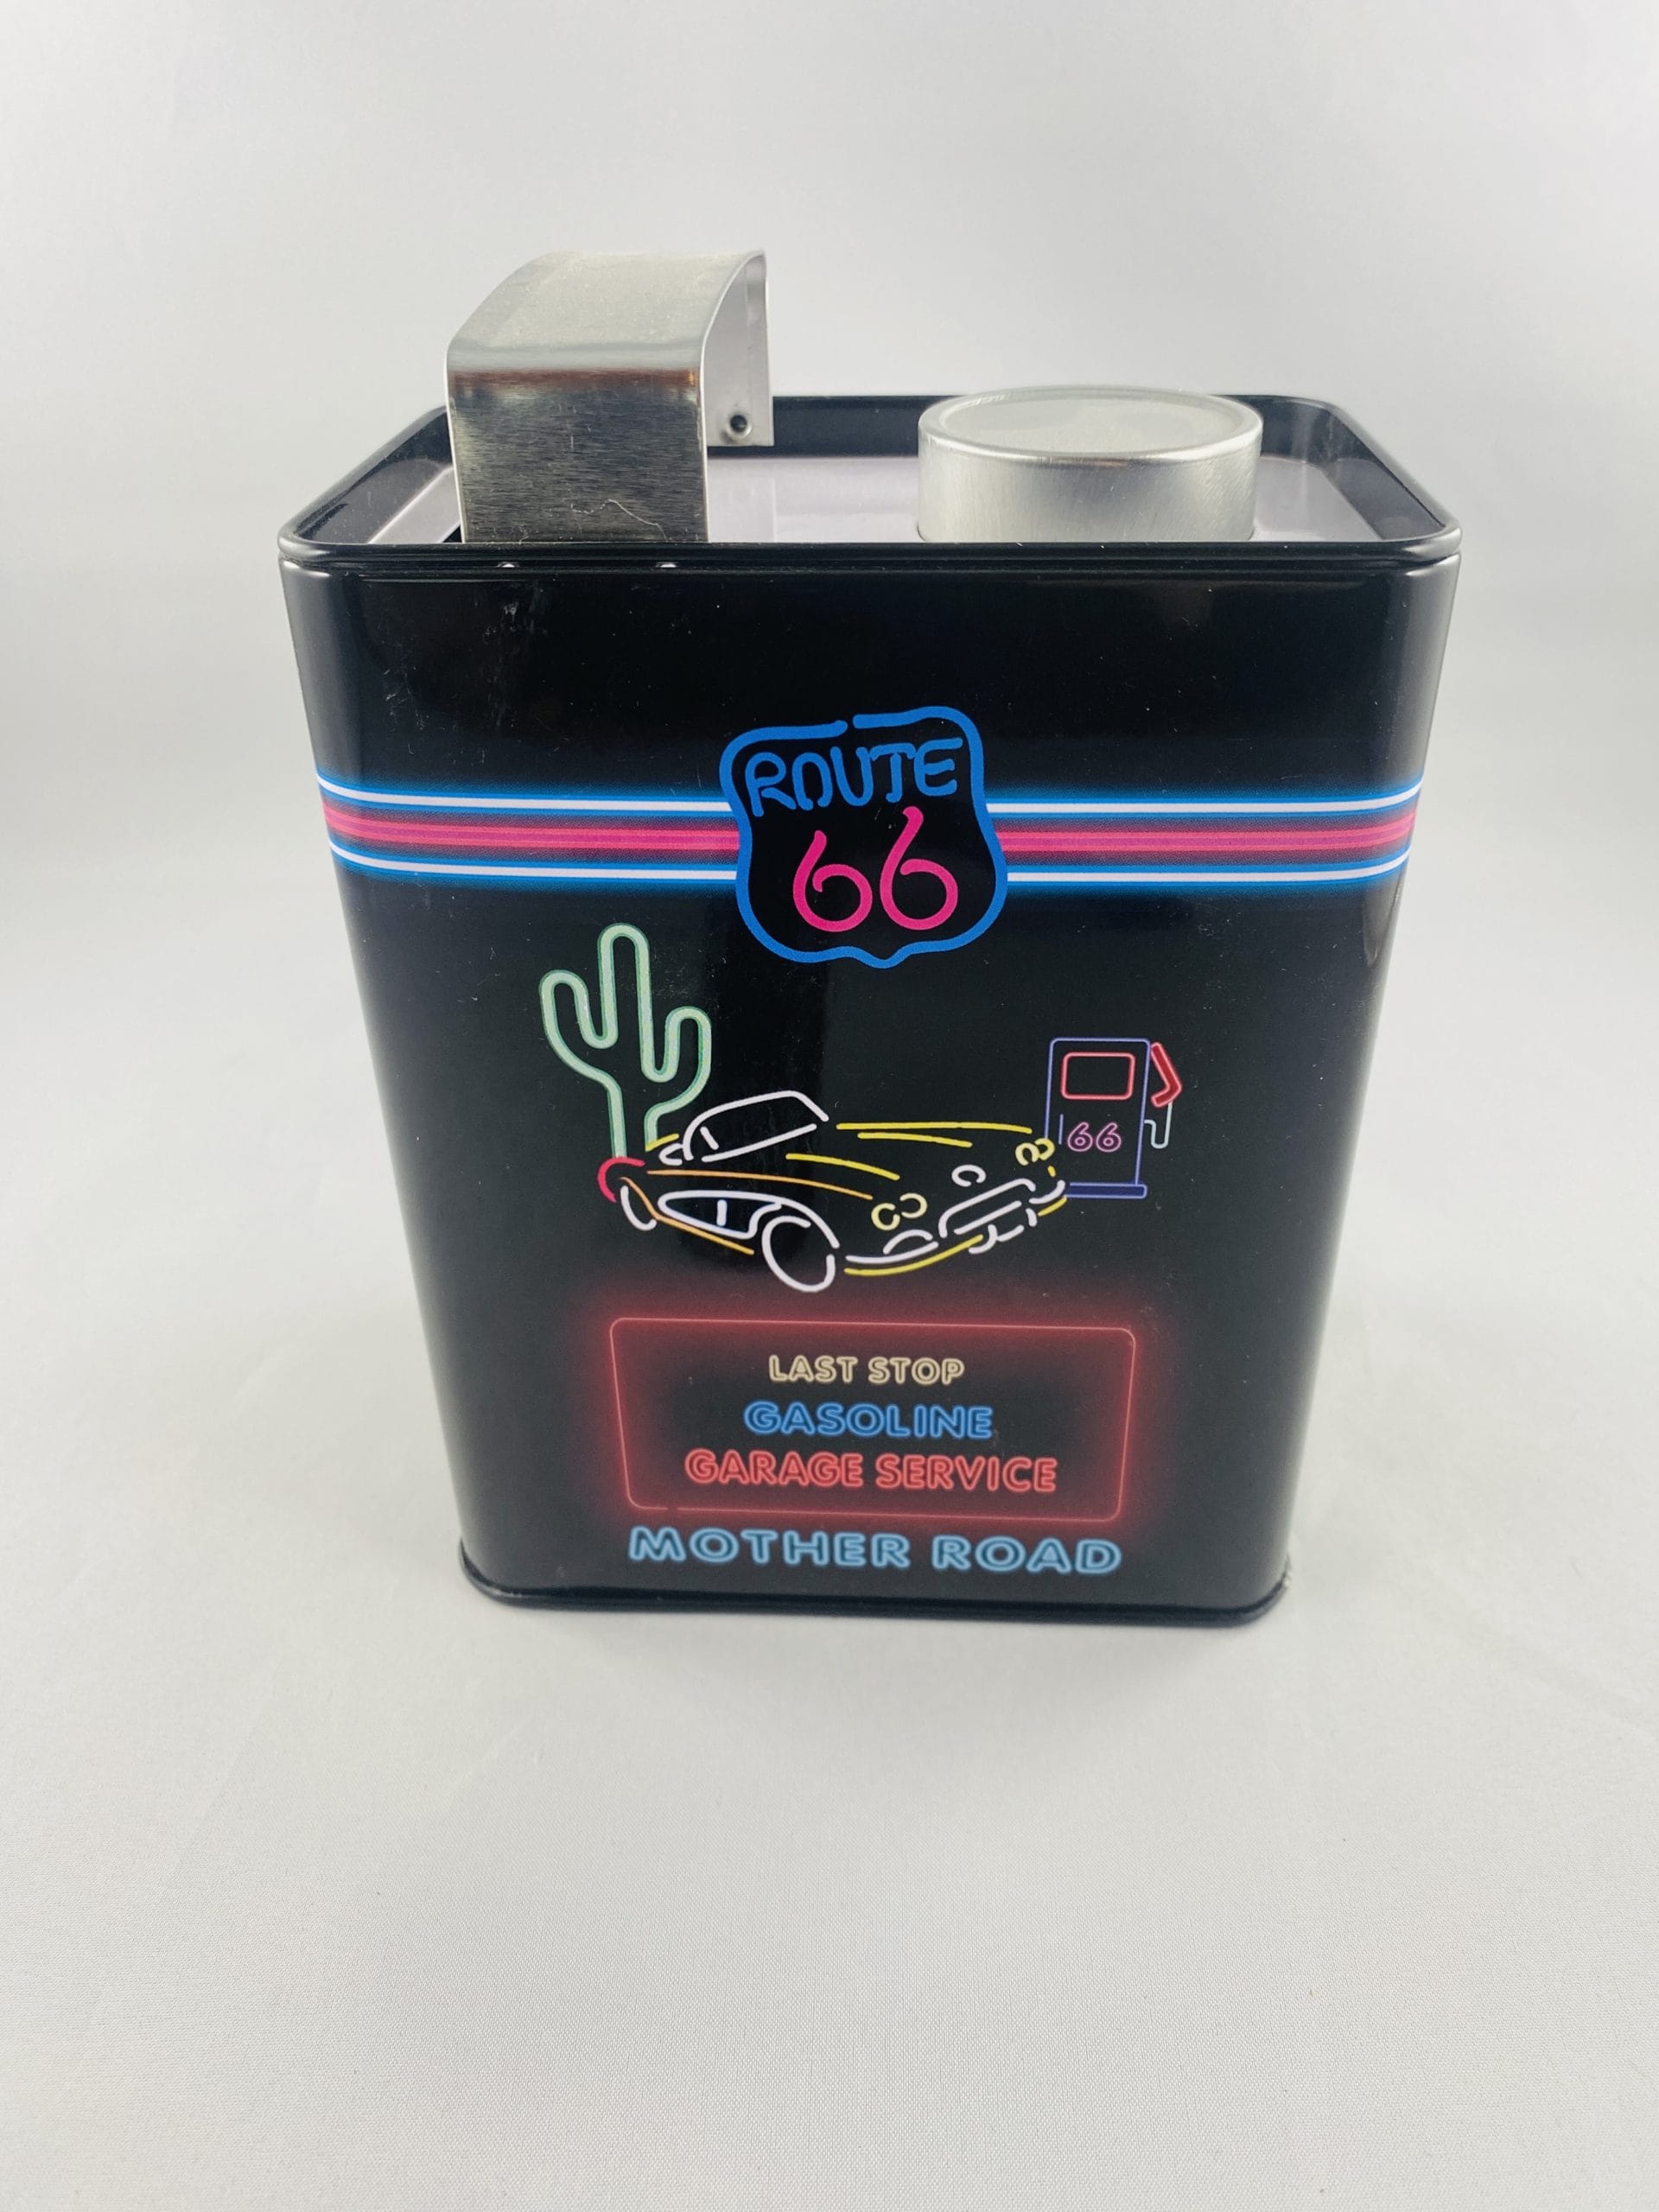 ROUTE
66
66
LAST STOP
GASOLINE
GARAGE SERVICE
MOTHER ROAD